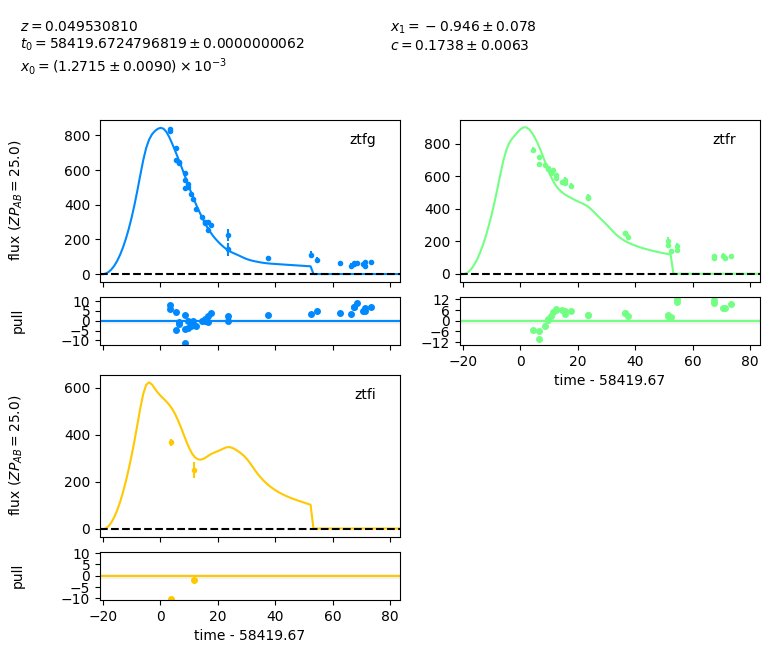 z = 0.049530810
x₁ = −0.946 ± 0.078
t₀ = 58419.6724796819 ± 0.0000000062
c = 0.1738 ± 0.0063
x₀ = (1.2715 ± 0.0090) × 10⁻³
ztfg
flux (ZP_AB = 25.0)
800
600
400
200
0
ztfr
800
600
400
200
0
pull
10
5
0
−5
−10
12
6
0
−6
−12
−20
0
20
40
60
80
time - 58419.67
ztfi
flux (ZP_AB = 25.0)
600
400
200
0
pull
10
5
0
−5
−10
−20
0
20
40
60
80
time - 58419.67